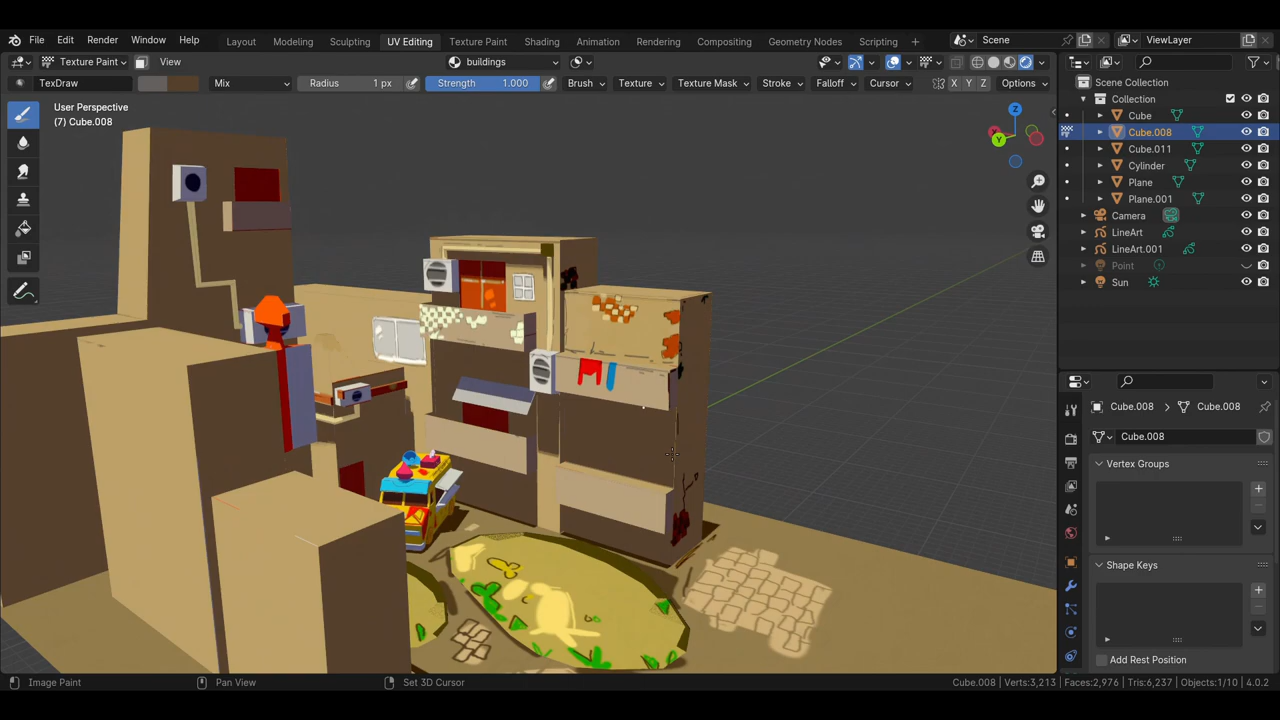 File Edit Render Window Help Layout Modeling Sculpting UV Editing Texture Paint Shading Animation Rendering Compositing Geometry Nodes Scripting + Scene ViewLayer
Texture Paint View buildings
TexDraw Mix Radius 1 px Strength 1.000 Brush Texture Texture Mask Stroke Falloff Cursor X Y Z Options
User Perspective
(7) Cube.008
Z
Y
Scene Collection
Collection
Cube
Cube.008
Cube.011
Cylinder
Plane
Plane.001
Camera
LineArt
LineArt.001
Point
Sun
Cube.008 > Cube.008
Cube.008
Vertex Groups
Shape Keys
Add Rest Position
Image Paint Pan View Set 3D Cursor Cube.008 | Verts:3,213 | Faces:2,976 | Tris:6,237 | Objects:1/10 | 4.0.2